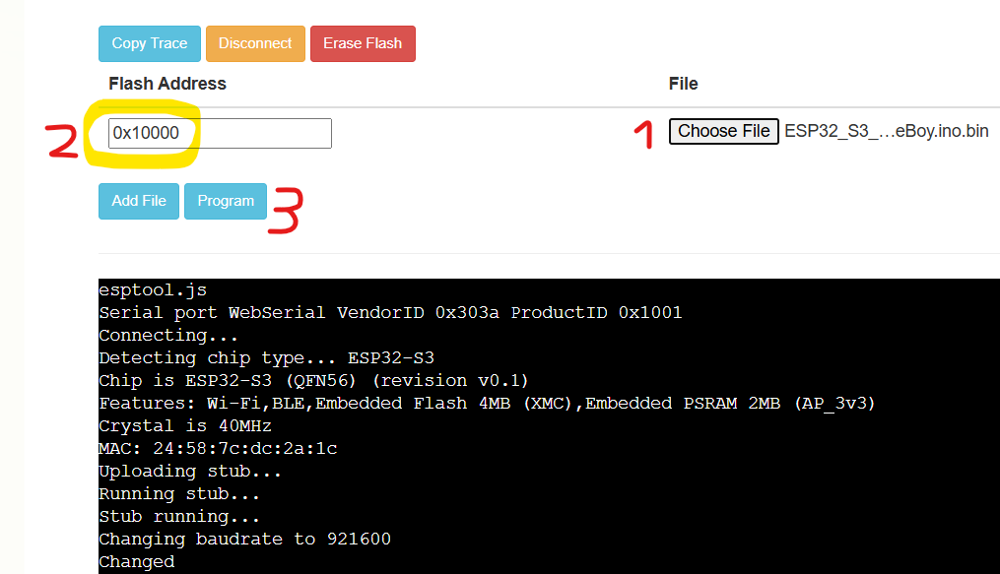 Copy Trace Disconnect Erase Flash
Flash Address File
2 0x10000 1 Choose File ESP32_S3_...eBoy.ino.bin
Add File Program 3
esptool.js
Serial port WebSerial VendorID 0x303a ProductID 0x1001
Connecting...
Detecting chip type... ESP32-S3
Chip is ESP32-S3 (QFN56) (revision v0.1)
Features: Wi-Fi,BLE,Embedded Flash 4MB (XMC),Embedded PSRAM 2MB (AP_3v3)
Crystal is 40MHz
MAC: 24:58:7c:dc:2a:1c
Uploading stub...
Running stub...
Stub running...
Changing baudrate to 921600
Changed